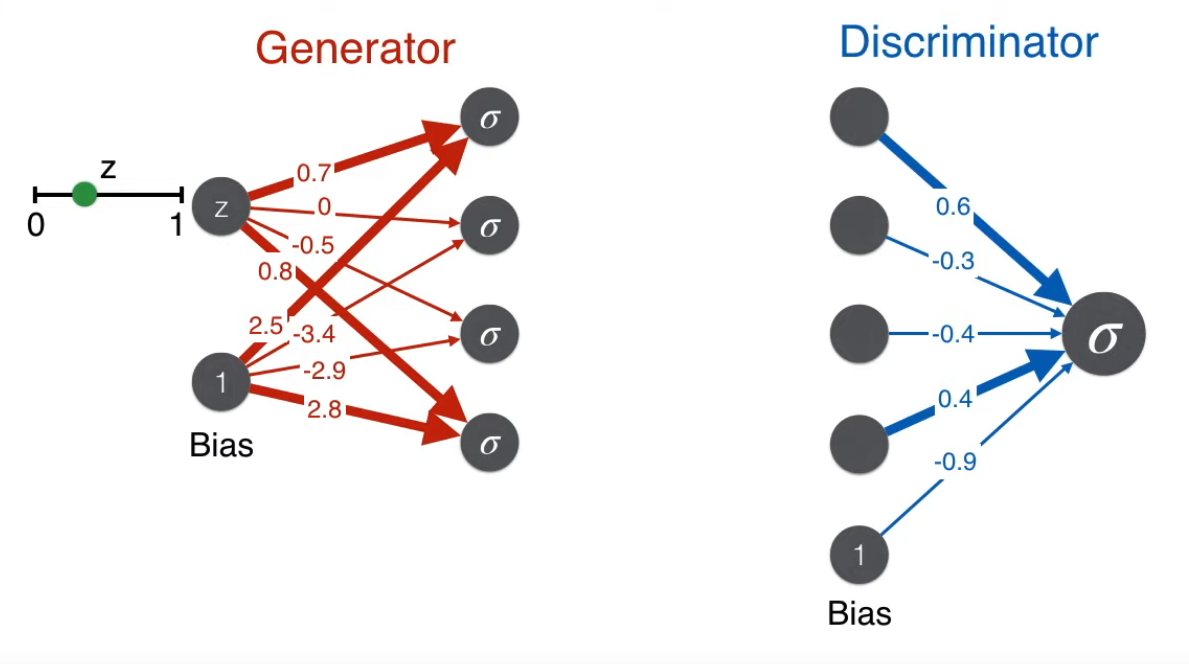 Generator
Discriminator
z
0
1
z
0.7
0
-0.5
0.8
2.5
-3.4
-2.9
2.8
1
Bias
σ
σ
σ
σ
0.6
-0.3
-0.4
0.4
-0.9
σ
1
Bias